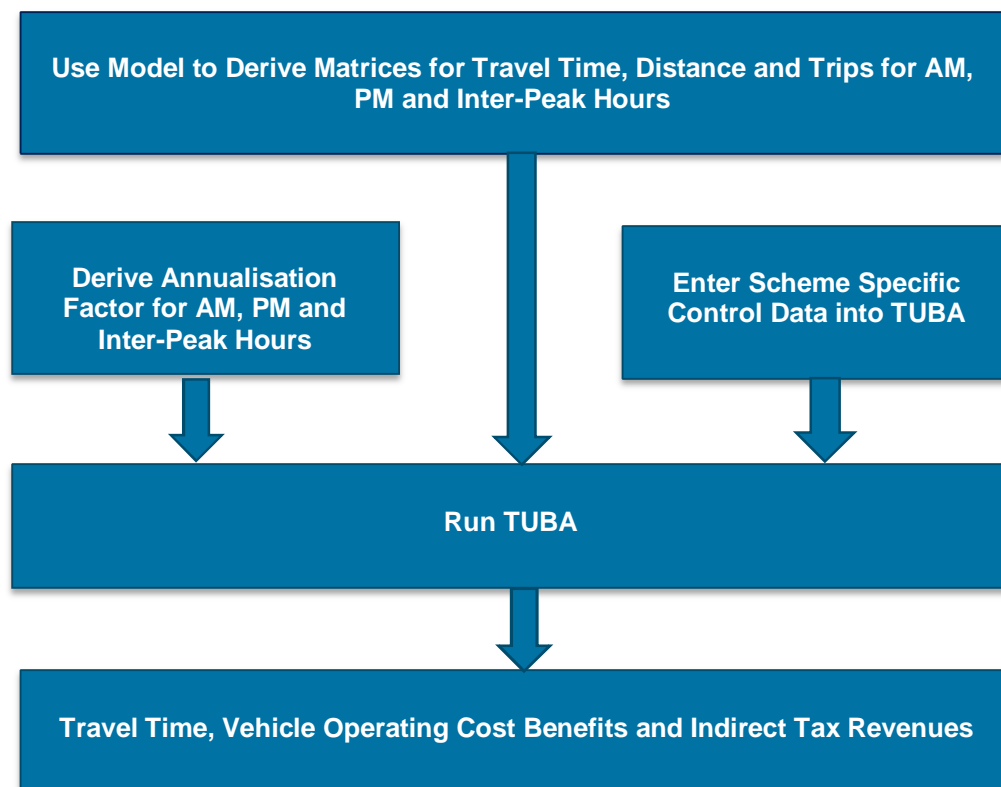 Use Model to Derive Matrices for Travel Time, Distance and Trips for AM,
PM and Inter-Peak Hours
Derive Annualisation
Factor for AM, PM and
Inter-Peak Hours
Enter Scheme Specific
Control Data into TUBA
Run TUBA
Travel Time, Vehicle Operating Cost Benefits and Indirect Tax Revenues